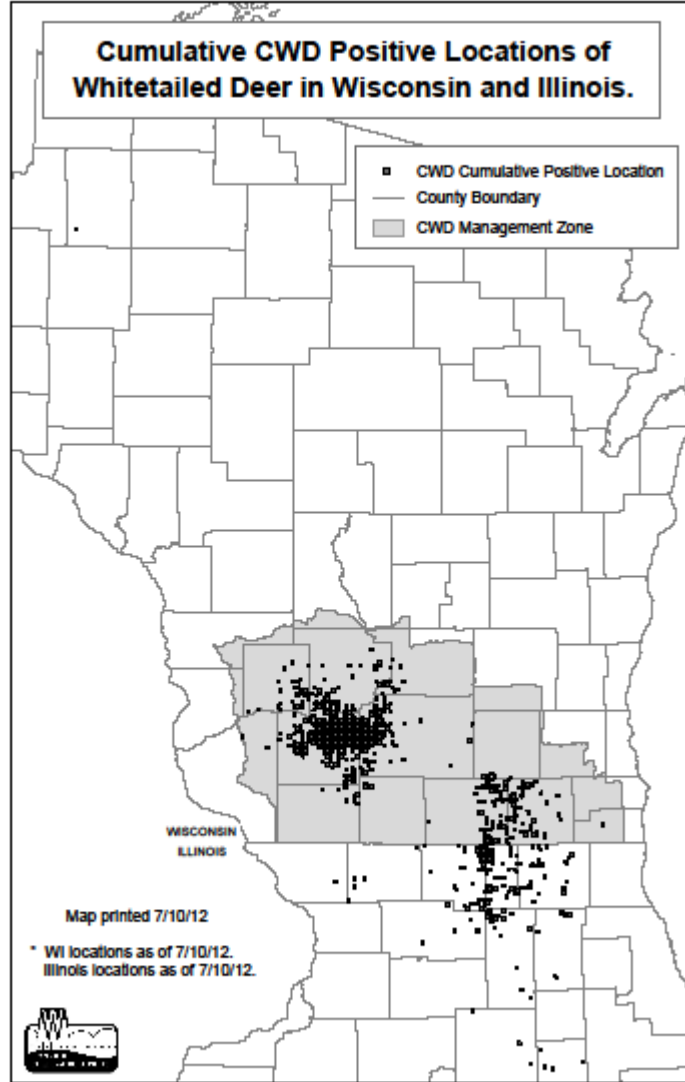 Cumulative CWD Positive Locations of
Whitetailed Deer in Wisconsin and Illinois.
CWD Cumulative Positive Location
County Boundary
CWD Management Zone
WISCONSIN
ILLINOIS
Map printed 7/10/12
* WI locations as of 7/10/12.
Illinois locations as of 7/10/12.
W